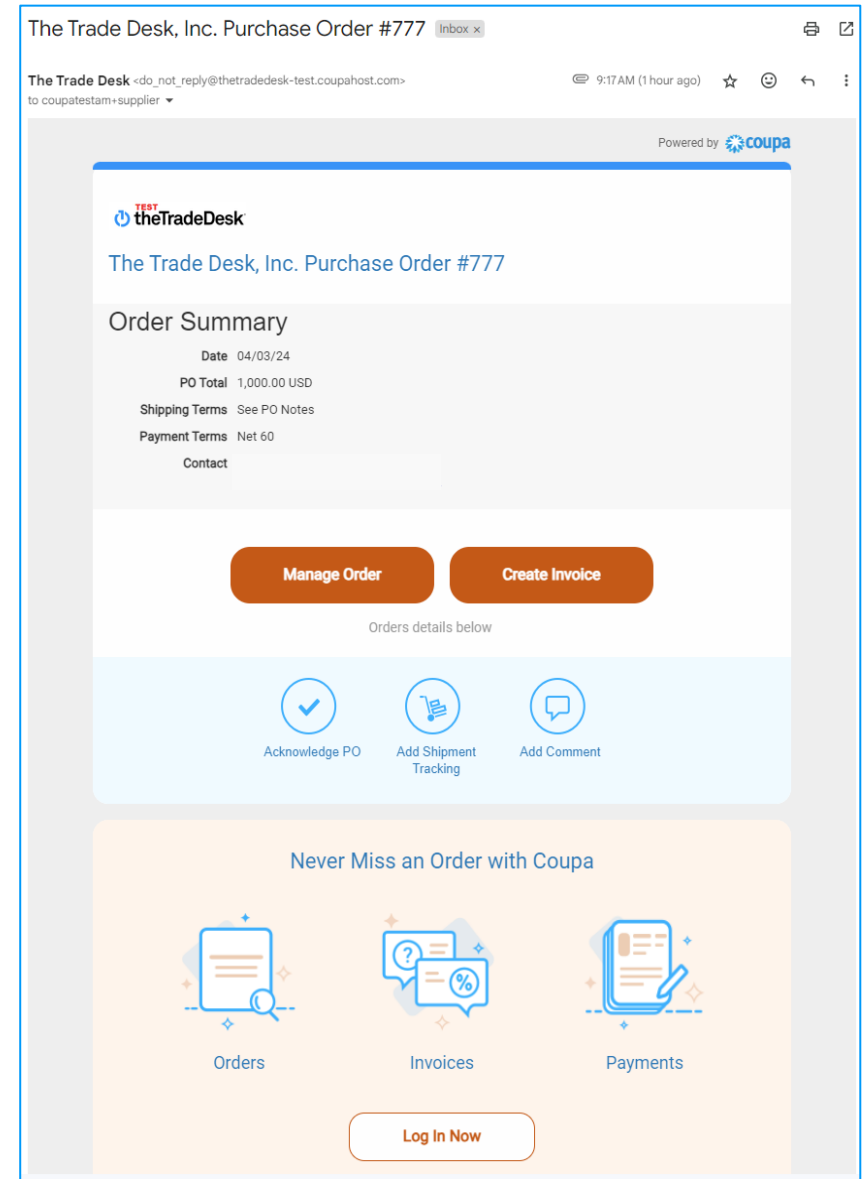 The Trade Desk, Inc. Purchase Order #777 Inbox x
The Trade Desk <do_not_reply@thetradedesk-test.coupahost.com> 9:17 AM (1 hour ago)
to coupatestam+supplier
Powered by coupa
TEST
theTradeDesk
The Trade Desk, Inc. Purchase Order #777
Order Summary
Date 04/03/24
PO Total 1,000.00 USD
Shipping Terms See PO Notes
Payment Terms Net 60
Contact
Manage Order Create Invoice
Orders details below
Acknowledge PO Add Shipment Add Comment
Tracking
Never Miss an Order with Coupa
? %
Orders Invoices Payments
Log In Now